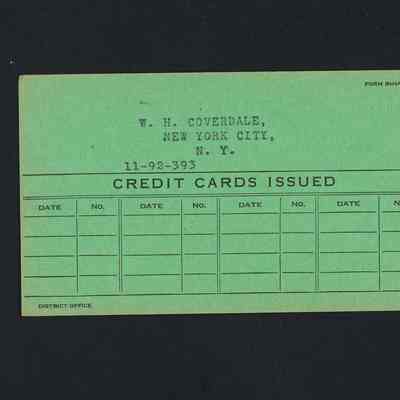 FORM
W. H. COVERDALE,
NEW YORK CITY,
N. Y.
11-92-393
CREDIT CARDS ISSUED
DATE No. DATE No. DATE No. DATE
DISTRICT OFFICE